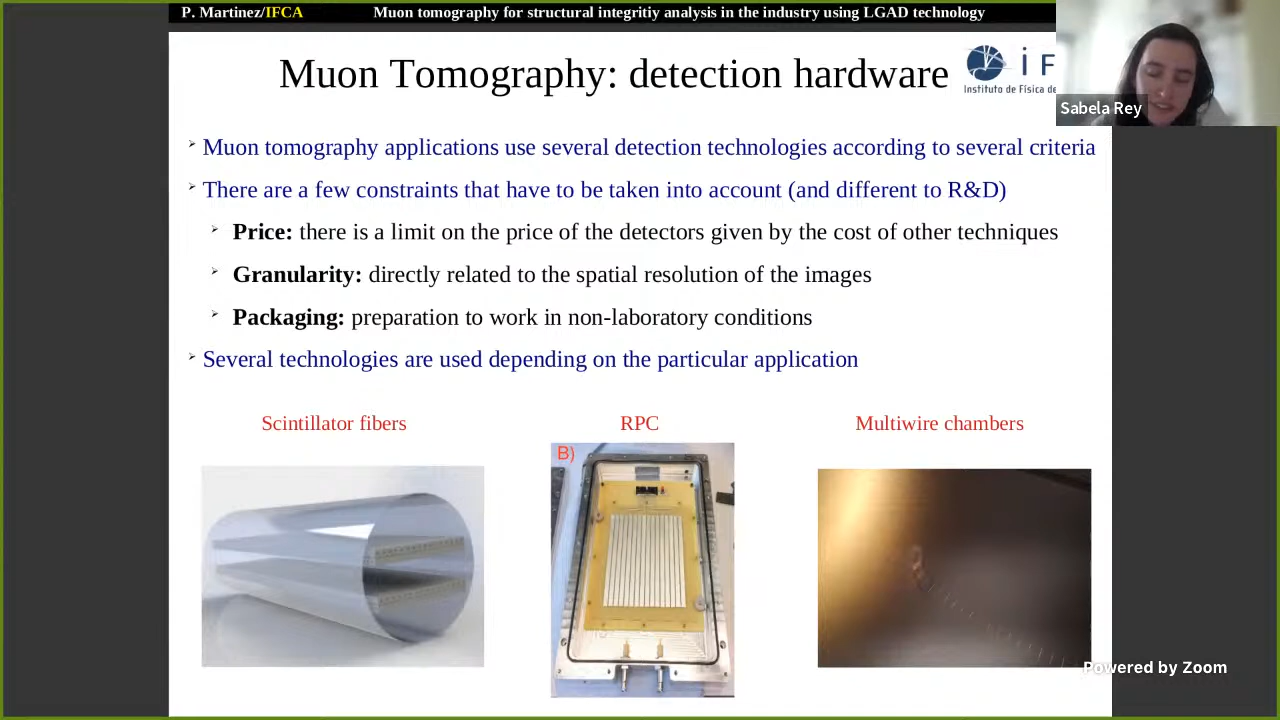 P. Martinez/IFCA Muon tomography for structural integritiy analysis in the industry using LGAD technology
Muon Tomography: detection hardware
i F
Instituto de Física de
Sabela Rey
Muon tomography applications use several detection technologies according to several criteria
There are a few constraints that have to be taken into account (and different to R&D)
Price: there is a limit on the price of the detectors given by the cost of other techniques
Granularity: directly related to the spatial resolution of the images
Packaging: preparation to work in non-laboratory conditions
Several technologies are used depending on the particular application
Scintillator fibers RPC Multiwire chambers
B)
Powered by Zoom